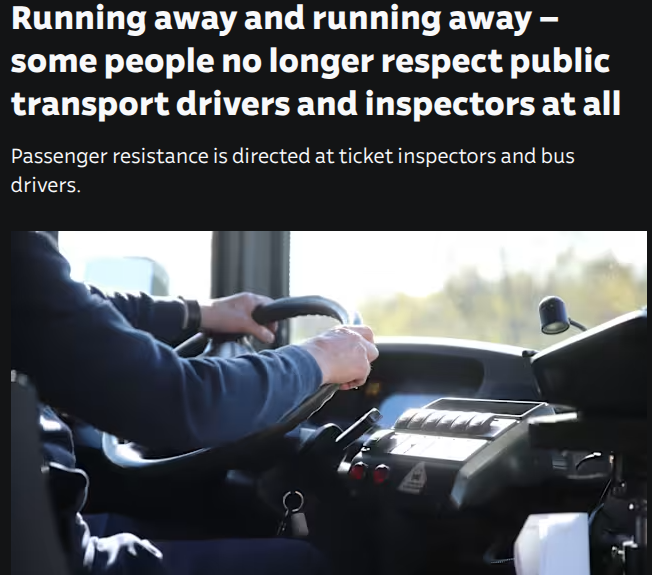 Running away and running away –
some people no longer respect public
transport drivers and inspectors at all
Passenger resistance is directed at ticket inspectors and bus
drivers.